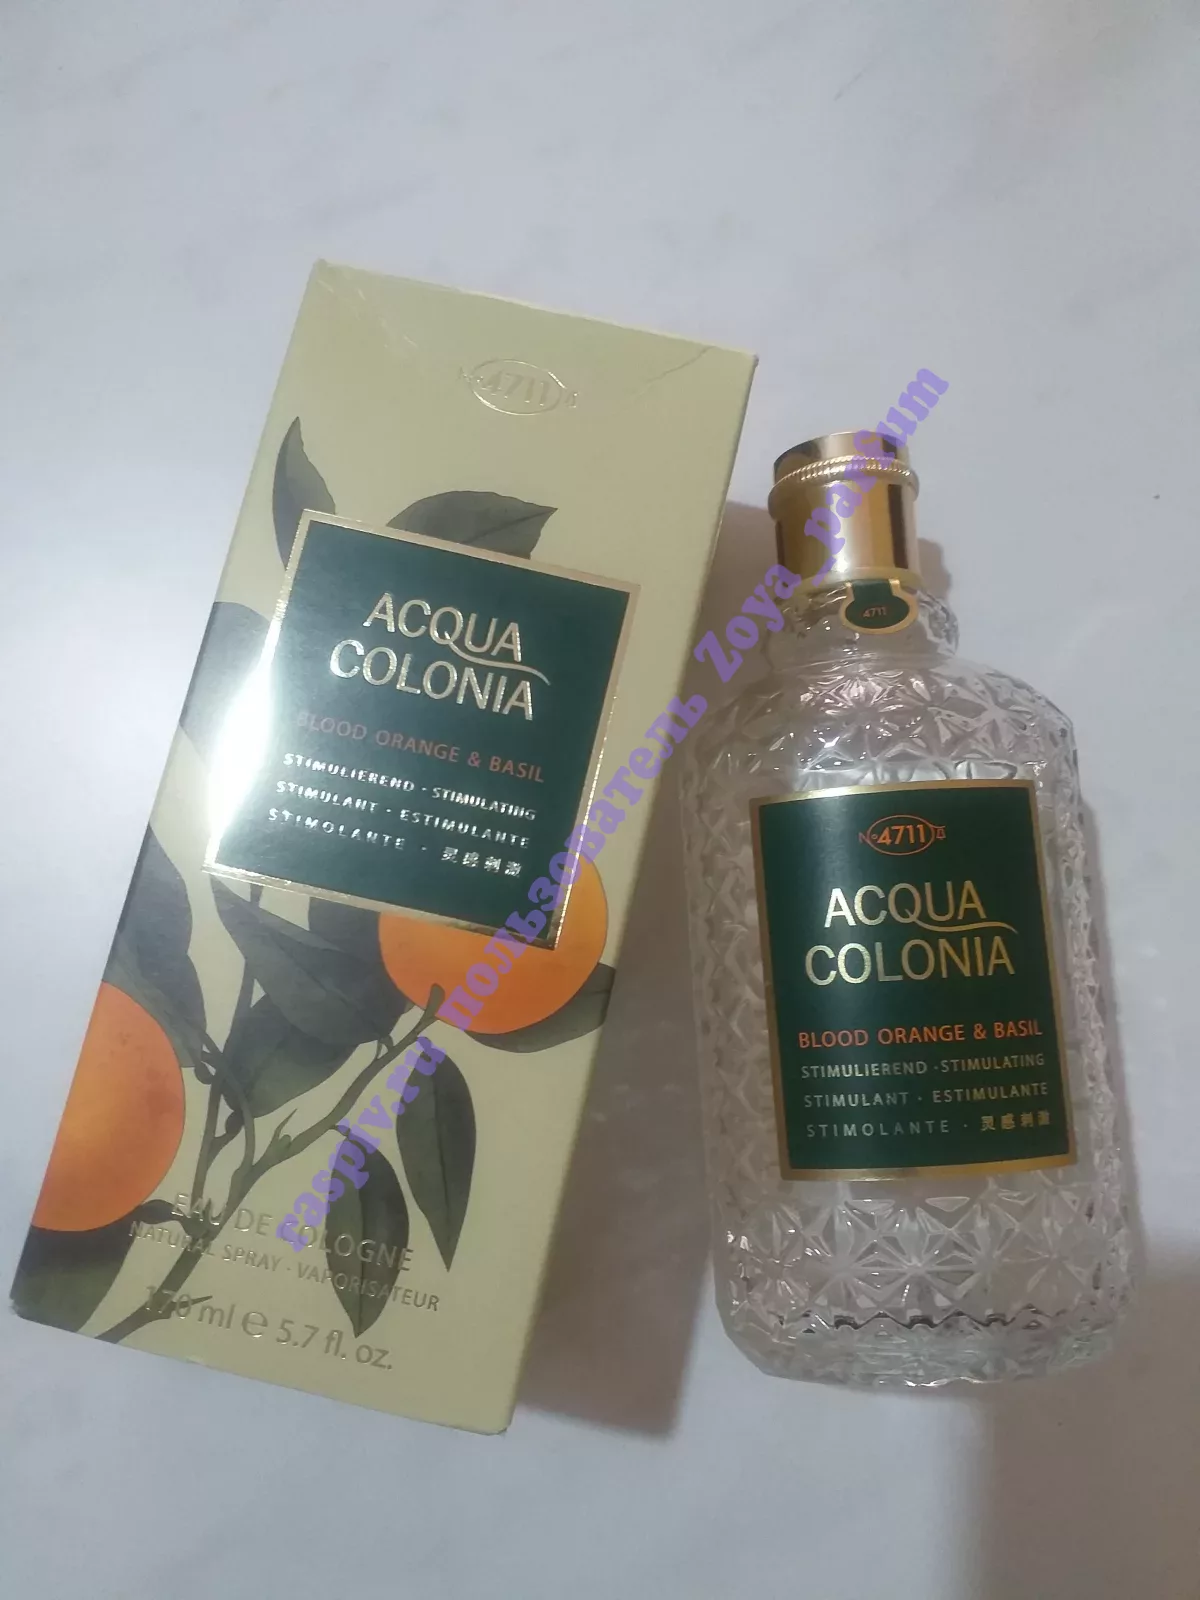 Nº4711
ACQUA
COLONIA
BLOOD ORANGE & BASIL
STIMULIEREND · STIMULATING
STIMULANT · ESTIMULANTE
STIMOLANTE · 灵感刺激
EAU DE COLOGNE
NATURAL SPRAY · VAPORISATEUR
170 ml ℮ 5.7 fl. oz.
4711
Nº4711
ACQUA
COLONIA
BLOOD ORANGE & BASIL
STIMULIEREND · STIMULATING
STIMULANT · ESTIMULANTE
STIMOLANTE · 灵感刺激
raspiv.ru пользователь Zoya_parfum